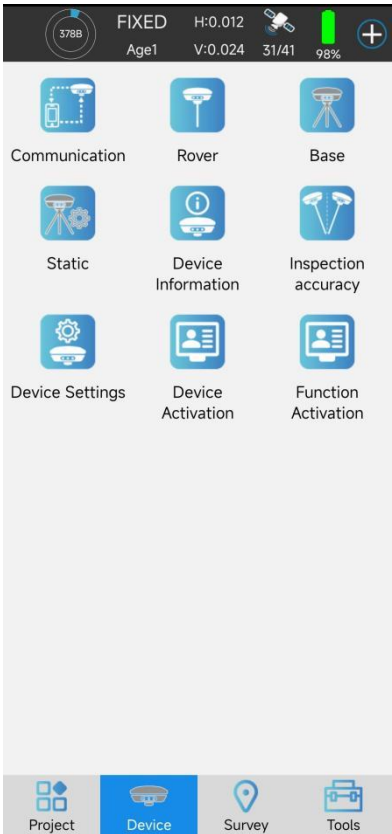 378B
FIXED H:0.012
Age1 V:0.024 31/41 98%
Communication Rover Base
Static Device Information Inspection accuracy
Device Settings Device Activation Function Activation
Project Device Survey Tools